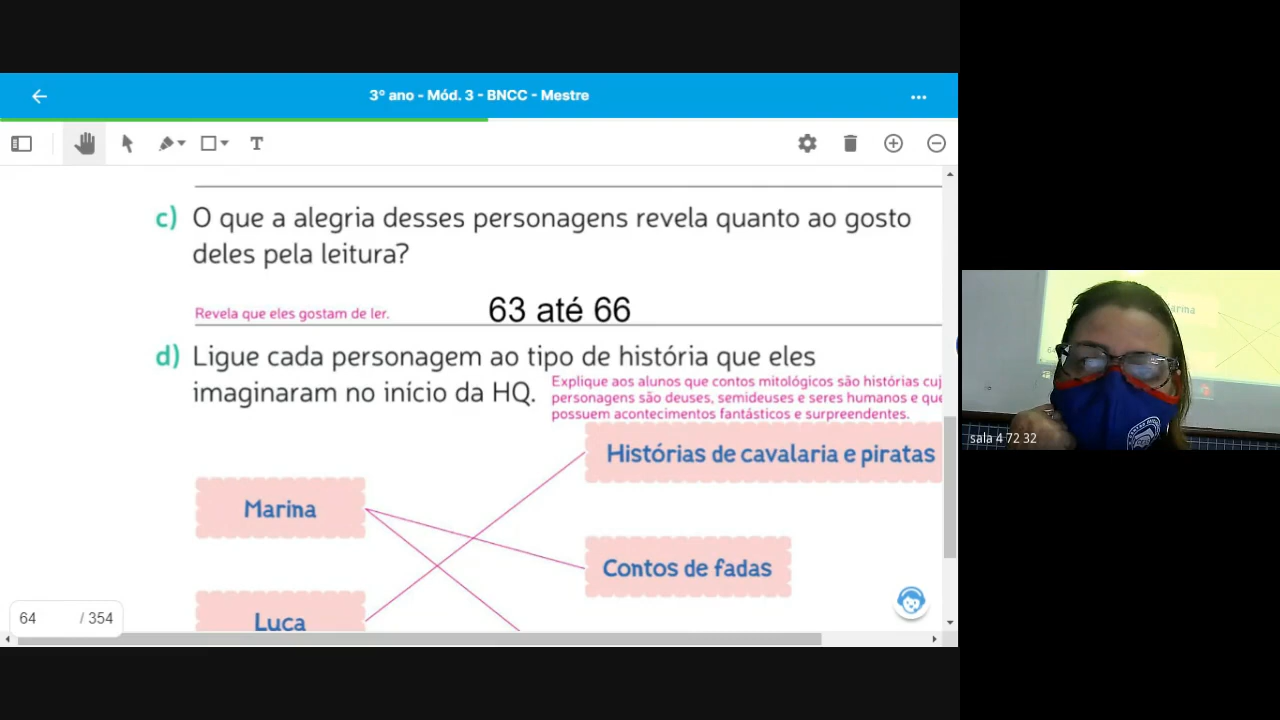 3º ano - Mód. 3 - BNCC - Mestre
T
c) O que a alegria desses personagens revela quanto ao gosto
deles pela leitura?
Revela que eles gostam de ler.
63 até 66
d) Ligue cada personagem ao tipo de história que eles
imaginaram no início da HQ.
Explique aos alunos que contos mitológicos são histórias cuj
personagens são deuses, semideuses e seres humanos e que
possuem acontecimentos fantásticos e surpreendentes.
Histórias de cavalaria e piratas
Marina
Contos de fadas
Luca
64 / 354
sala 4 72 32